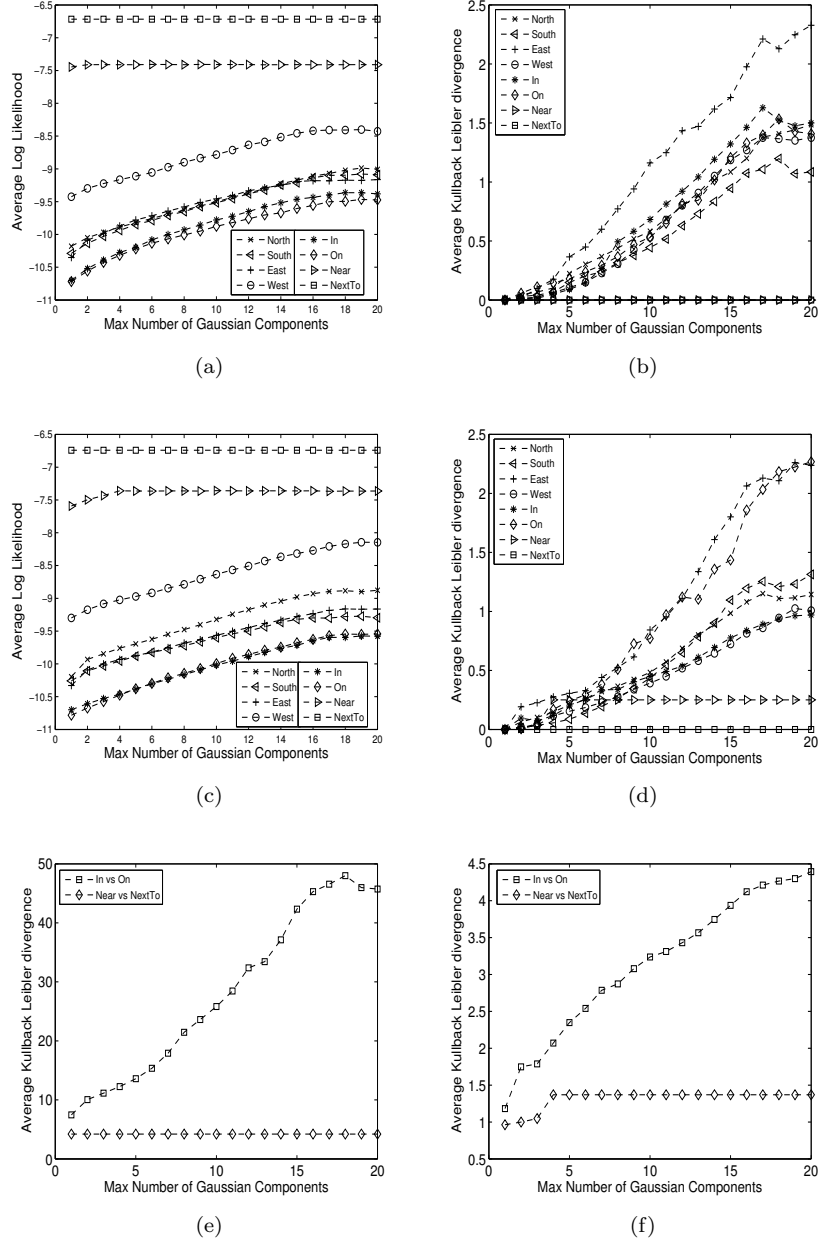 -6.5
-7
-7.5
-8
-8.5
-9
-9.5
-10
-10.5
-11
Average Log Likelihood
0 2 4 6 8 10 12 14 16 18 20
Max Number of Gaussian Components
North
South
East
West
In
On
Near
NextTo
(a)
2.5
2
1.5
1
0.5
0
Average Kullback Leibler divergence
0 5 10 15 20
Max Number of Gaussian Components
North
South
East
West
In
On
Near
NextTo
(b)
-6.5
-7
-7.5
-8
-8.5
-9
-9.5
-10
-10.5
-11
Average Log Likelihood
0 2 4 6 8 10 12 14 16 18 20
Max Number of Gaussian Components
North
South
East
West
In
On
Near
NextTo
(c)
2.5
2
1.5
1
0.5
0
Average Kullback Leibler divergence
0 5 10 15 20
Max Number of Gaussian Components
North
South
East
West
In
On
Near
NextTo
(d)
50
40
30
20
10
0
Average Kullback Leibler divergence
0 5 10 15 20
Max Number of Gaussian Components
In vs On
Near vs NextTo
(e)
4.5
4
3.5
3
2.5
2
1.5
1
0.5
Average Kullback Leibler divergence
0 5 10 15 20
Max Number of Gaussian Components
In vs On
Near vs NextTo
(f)